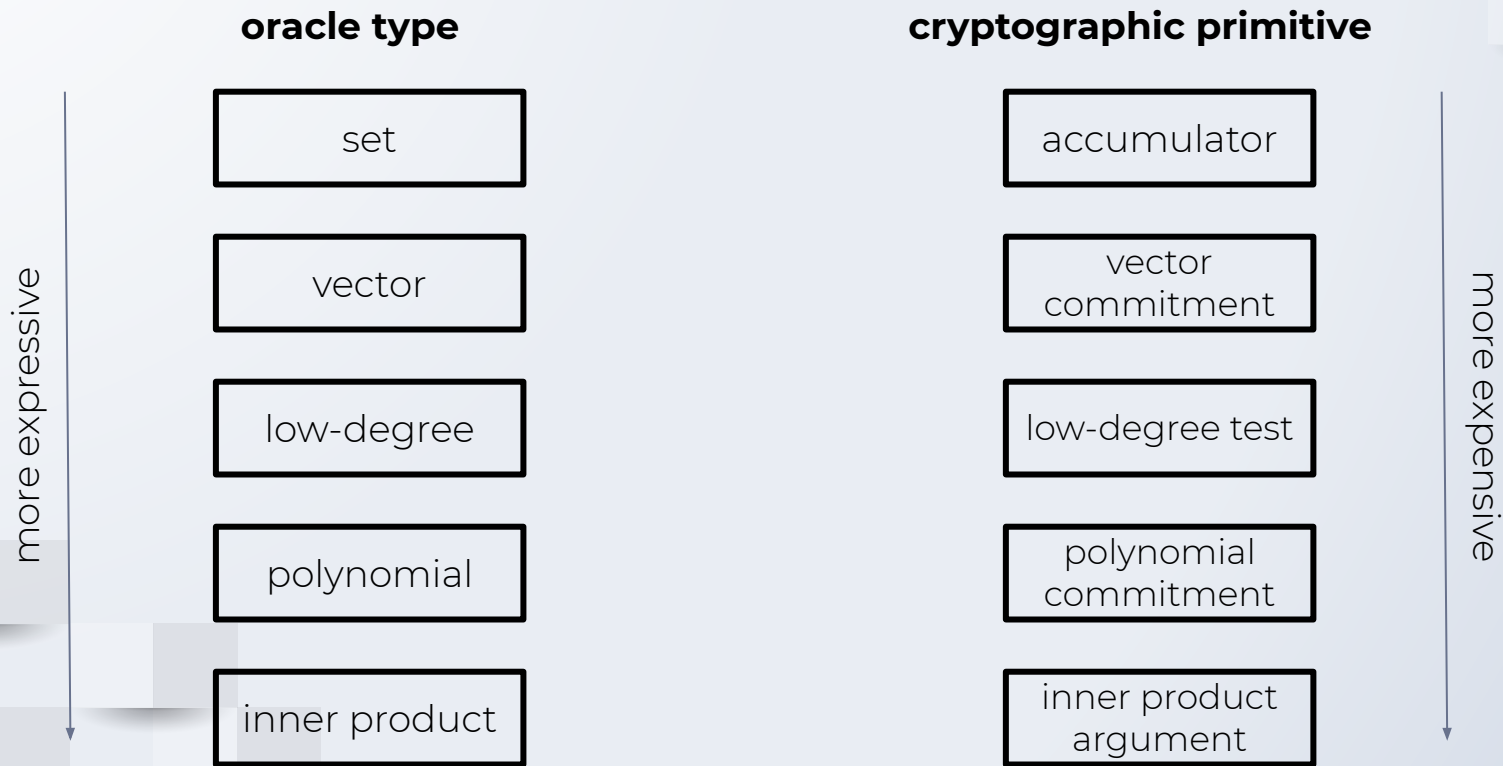 oracle type
cryptographic primitive
set
accumulator
vector
vector
commitment
low-degree
low-degree test
polynomial
polynomial
commitment
inner product
inner product
argument
more expressive
more expensive